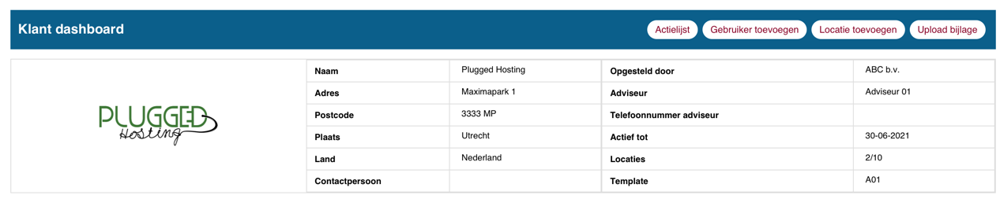 Klant dashboard
Actielijst Gebruiker toevoegen Locatie toevoegen Upload bijlage
PLUGGED
Hosting
Naam Plugged Hosting Opgesteld door ABC b.v.
Adres Maximapark 1 Adviseur Adviseur 01
Postcode 3333 MP Telefoonnummer adviseur
Plaats Utrecht Actief tot 30-06-2021
Land Nederland Locaties 2/10
Contactpersoon Template A01